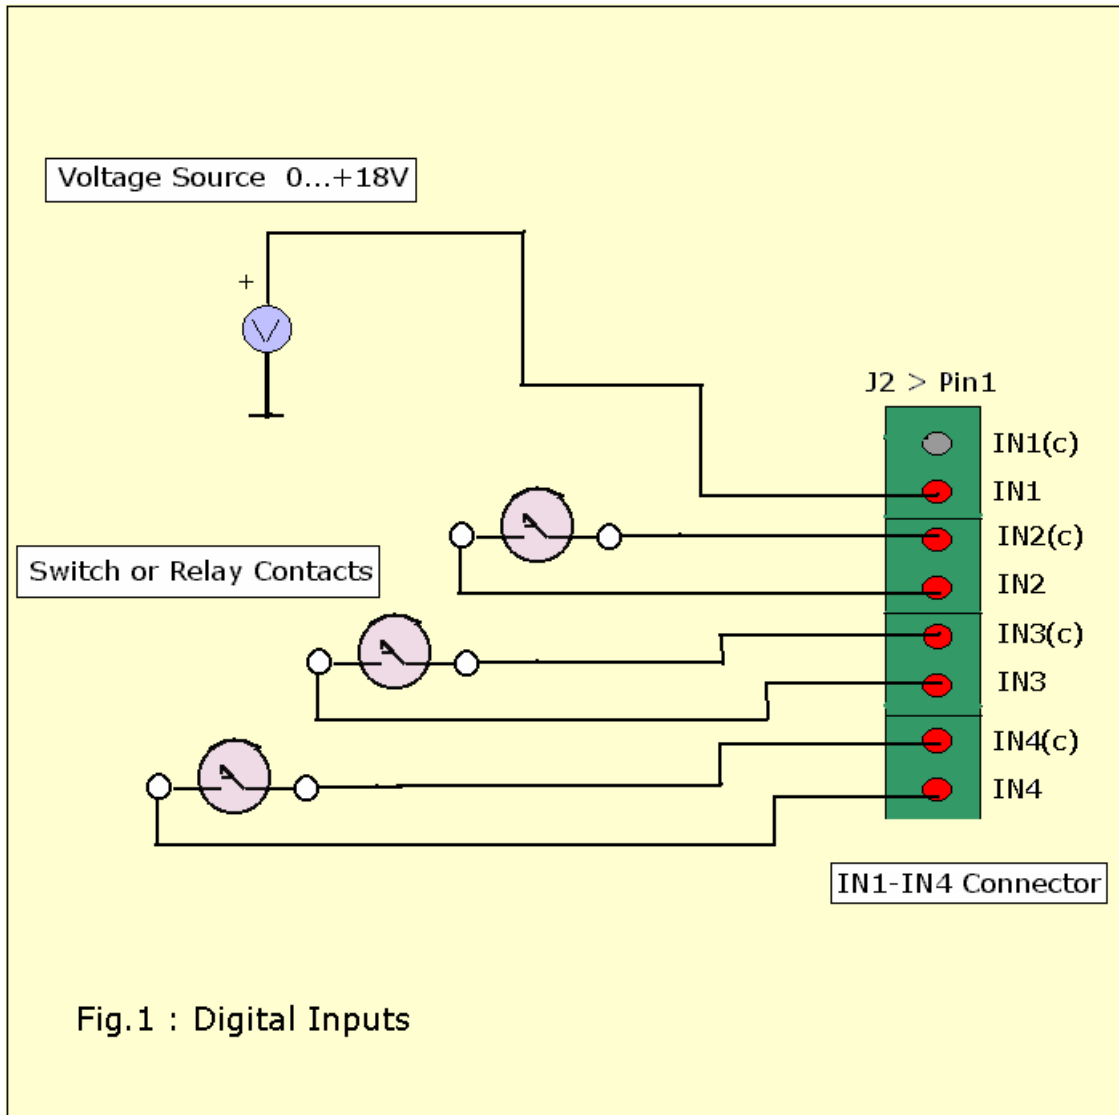 Voltage Source 0...+18V
+
V
J2 > Pin1
IN1(c)
IN1
IN2(c)
IN2
Switch or Relay Contacts
IN3(c)
IN3
IN4(c)
IN4
IN1-IN4 Connector
Fig.1 : Digital Inputs